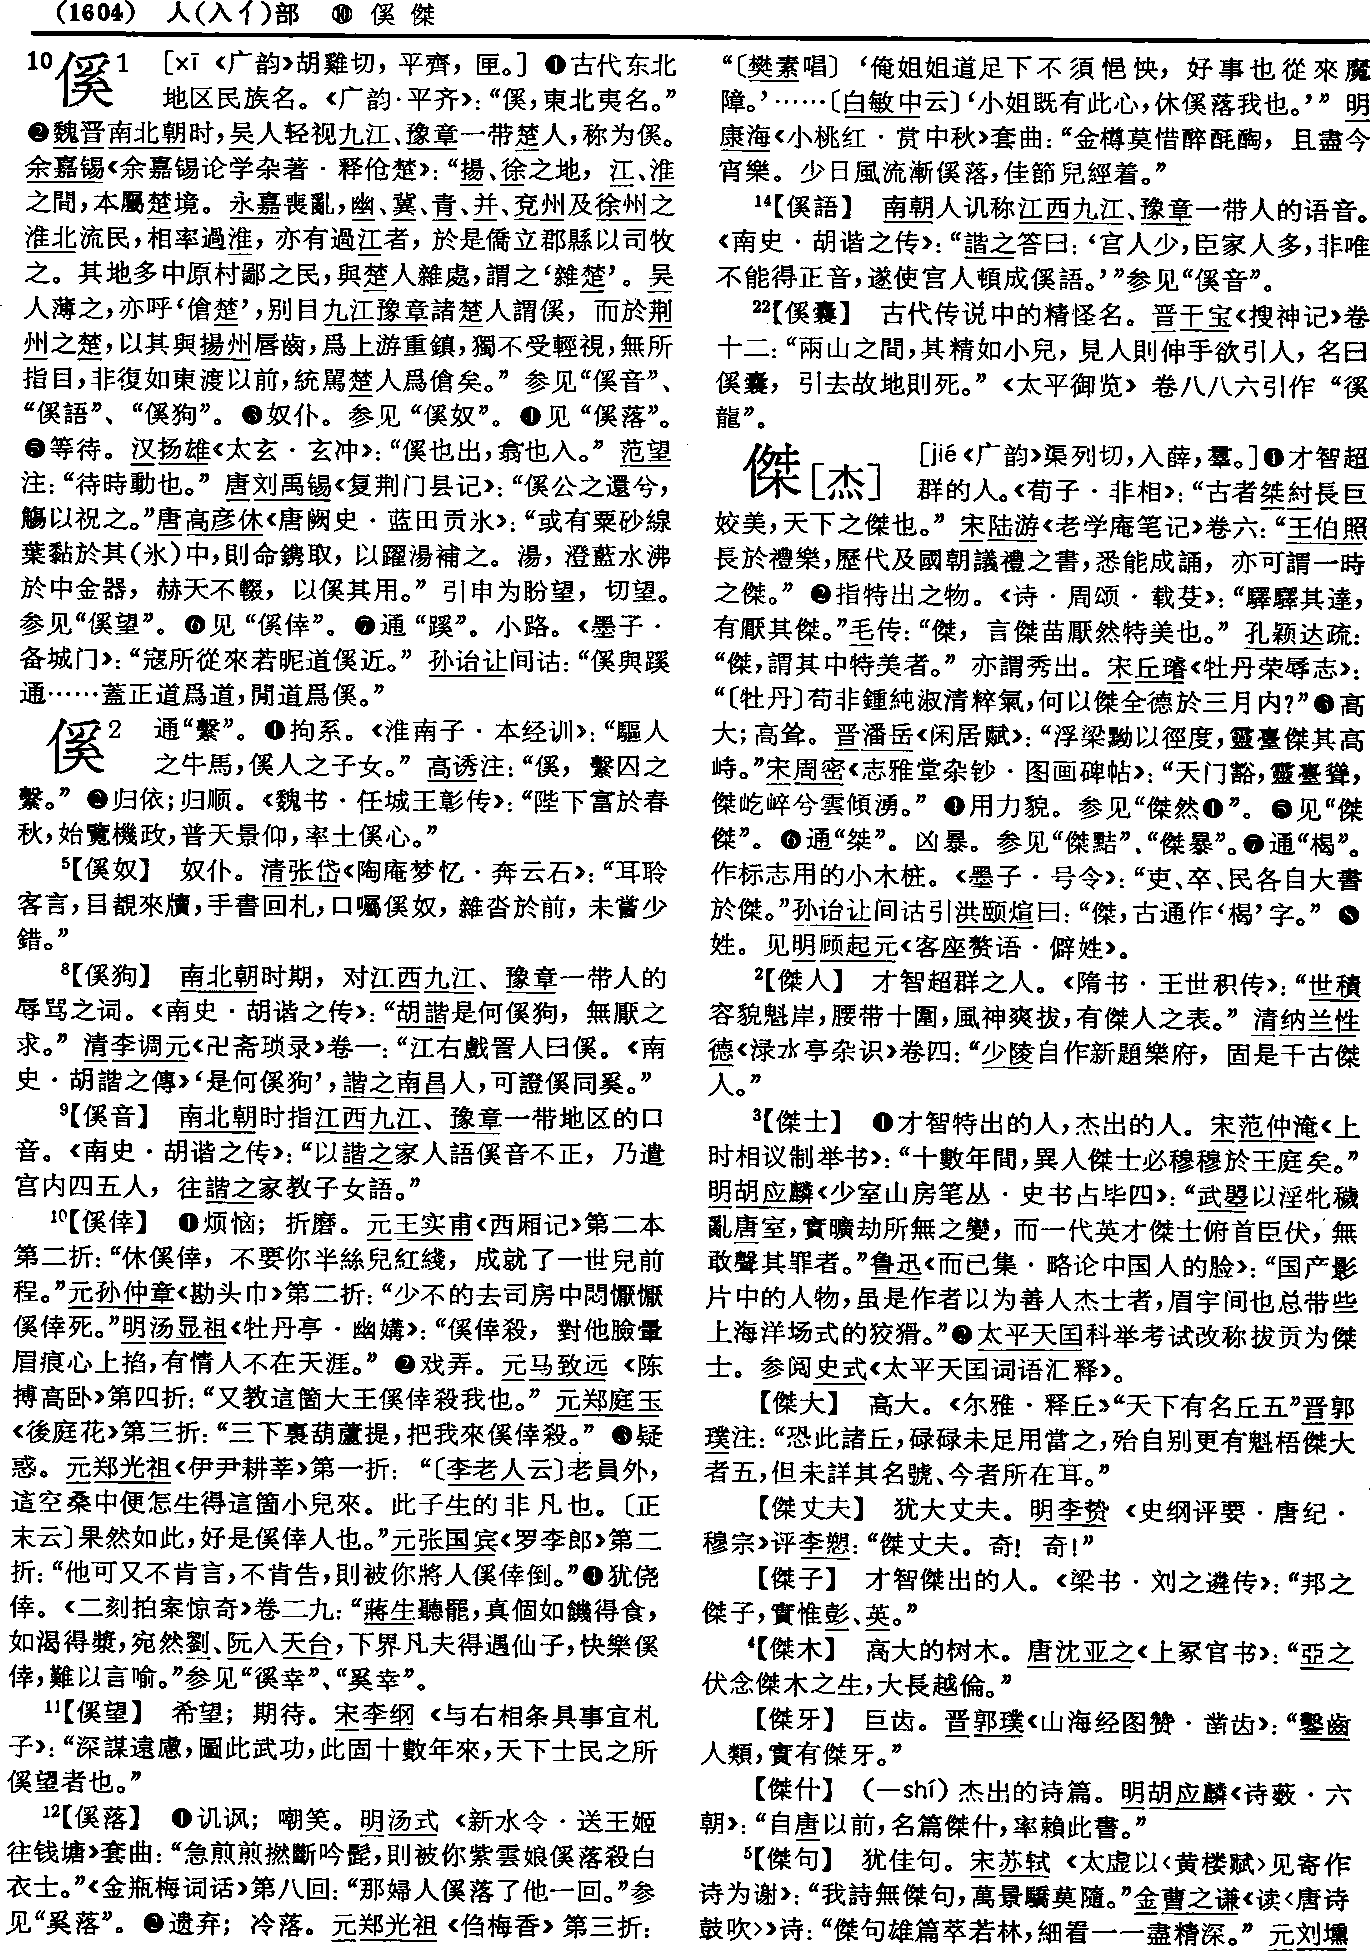 (1604) 人(入亻)部 ⑩ 傒 傑
10傒1 [xī《广韵》胡雞切，平齊，匣。] ❶古代东北
地区民族名。《广韵·平齐》：“傒，東北夷名。”
❷魏晋南北朝时，吴人轻视九江、豫章一带楚人，称为傒。
余嘉锡《余嘉锡论学杂著·释伧楚》：“揚、徐之地，江、淮
之間，本屬楚境。永嘉喪亂，幽、冀、青、并、兗州及徐州之
淮北流民，相率過淮，亦有過江者，於是僑立郡縣以司牧
之。其地多中原村鄙之民，與楚人雜處，謂之‘雜楚’。吴
人薄之，亦呼‘傖楚’，别目九江豫章諸楚人謂傒，而於荆
州之楚，以其與揚州唇齒，爲上游重鎮，獨不受輕視，無所
指目，非復如東渡以前，統駡楚人爲傖矣。”参见“傒音”、
“傒語”、“傒狗”。❸奴仆。参见“傒奴”。❹见“傒落”。
❺等待。汉扬雄《太玄·玄冲》：“傒也出，翕也入。”范望
注：“待時動也。”唐刘禹锡《复荆门县记》：“傒公之還兮，
觴以祝之。”唐高彦休《唐阙史·蓝田贡氷》：“或有粟砂線
葉黏於其(氷)中，則命鎸取，以躍湯補之。湯，澄藍水沸
於中金器，赫天不輟，以傒其用。”引申为盼望，切望。
参见“傒望”。❻见“傒倖”。❼通“蹊”。小路。《墨子·
备城门》：“寇所從來若昵道傒近。”孙诒让间诂：“傒與蹊
通……蓋正道爲道，閒道爲傒。”
傒2 通“繫”。❶拘系。《淮南子·本经训》：“驅人
之牛馬，傒人之子女。”高诱注：“傒，繫囚之
繫。”❷归依；归顺。《魏书·任城王彰传》：“陛下富於春
秋，始覽機政，普天景仰，率土傒心。”
5【傒奴】 奴仆。清张岱《陶庵梦忆·奔云石》：“耳聆
客言，目覩來牘，手書回札，口囑傒奴，雜沓於前，未嘗少
錯。”
8【傒狗】 南北朝时期，对江西九江、豫章一带人的
辱骂之词。《南史·胡谐之传》：“胡諧是何傒狗，無厭之
求。”清李调元《卍斋琐录》卷一：“江右戲詈人曰傒。《南
史·胡諧之傳》‘是何傒狗’，諧之南昌人，可證傒同奚。”
9【傒音】 南北朝时指江西九江、豫章一带地区的口
音。《南史·胡谐之传》：“以諧之家人語傒音不正，乃遣
宫内四五人，往諧之家教子女語。”
10【傒倖】 ❶烦恼；折磨。元王实甫《西厢记》第二本
第二折：“休傒倖，不要你半絲兒紅綫，成就了一世兒前
程。”元孙仲章《勘头巾》第二折：“少不的去司房中悶懨懨
傒倖死。”明汤显祖《牡丹亭·幽媾》：“傒倖殺，對他臉暈
眉痕心上掐，有情人不在天涯。”❷戏弄。元马致远《陈
搏高卧》第四折：“又教這箇大王傒倖殺我也。”元郑庭玉
《後庭花》第三折：“三下裏葫蘆提，把我來傒倖殺。”❸疑
惑。元郑光祖《伊尹耕莘》第一折：“〔李老人云〕老員外，
這空桑中便怎生得這箇小兒來。此子生的非凡也。〔正
末云〕果然如此，好是傒倖人也。”元张国宾《罗李郎》第二
折：“他可又不肯言，不肯告，則被你將人傒倖倒。”❹犹侥
倖。《二刻拍案惊奇》卷二九：“蔣生聽罷，真個如饑得食，
如渴得漿，宛然劉、阮入天台，下界凡夫得遇仙子，快樂傒
倖，難以言喻。”参见“徯幸”、“奚幸”。
11【傒望】 希望；期待。宋李纲《与右相条具事宜札
子》：“深謀遠慮，圖此武功，此固十數年來，天下士民之所
傒望者也。”
12【傒落】 ❶讥讽；嘲笑。明汤式《新水令·送王姬
往钱塘》套曲：“急煎煎撚斷吟髭，則被你紫雲娘傒落殺白
衣士。”《金瓶梅词话》第八回：“那婦人傒落了他一回。”参
见“奚落”。❷遗弃；冷落。元郑光祖《㑇梅香》第三折：
“〔樊素唱〕‘俺姐姐道足下不須悒怏，好事也從來魔
障。’……〔白敏中云〕‘小姐既有此心，休傒落我也。’”明
康海《小桃红·赏中秋》套曲：“金樽莫惜醉酕醄，且盡今
宵樂。少日風流漸傒落，佳節兒經着。”
14【傒語】 南朝人讥称江西九江、豫章一带人的语音。
《南史·胡谐之传》：“諧之答曰：‘宫人少，臣家人多，非唯
不能得正音，遂使宫人頓成傒語。’”参见“傒音”。
22【傒囊】 古代传说中的精怪名。晋干宝《搜神记》卷
十二：“兩山之間，其精如小兒，見人則伸手欲引人，名曰
傒囊，引去故地則死。”《太平御览》卷八八六引作“徯
龍”。
傑[杰] [jié《广韵》渠列切，入薛，羣。]❶才智超
群的人。《荀子·非相》：“古者桀紂長巨
姣美，天下之傑也。”宋陆游《老学庵笔记》卷六：“王伯照
長於禮樂，歷代及國朝議禮之書，悉能成誦，亦可謂一時
之傑。”❷指特出之物。《诗·周颂·载芟》：“驛驛其達，
有厭其傑。”毛传：“傑，言傑苗厭然特美也。”孔颖达疏：
“傑，謂其中特美者。”亦謂秀出。宋丘璿《牡丹荣辱志》：
“〔牡丹〕苟非鍾純淑清粹氣，何以傑全德於三月内？”❸高
大；高耸。晋潘岳《闲居赋》：“浮梁黝以徑度，靈臺傑其高
峙。”宋周密《志雅堂杂钞·图画碑帖》：“天门豁，靈臺聳，
傑屹崪兮雲傾湧。”❹用力貌。参见“傑然❶”。❺见“傑
傑”。❻通“桀”。凶暴。参见“傑黠”、“傑暴”。❼通“楬”。
作标志用的小木桩。《墨子·号令》：“吏、卒、民各自大書
於傑。”孙诒让间诂引洪颐煊曰：“傑，古通作‘楬’字。”❽
姓。见明顾起元《客座赘语·僻姓》。
2【傑人】 才智超群之人。《隋书·王世积传》：“世積
容貌魁岸，腰带十圍，風神爽拔，有傑人之表。”清纳兰性
德《渌水亭杂识》卷四：“少陵自作新題樂府，固是千古傑
人。”
3【傑士】 ❶才智特出的人，杰出的人。宋范仲淹《上
时相议制举书》：“十數年間，異人傑士必穆穆於王庭矣。”
明胡应麟《少室山房笔丛·史书占毕四》：“武曌以淫牝穢
亂唐室，實曠劫所無之變，而一代英才傑士俯首臣伏，無
敢聲其罪者。”鲁迅《而已集·略论中国人的脸》：“国产影
片中的人物，虽是作者以为善人杰士者，眉宇间也总带些
上海洋场式的狡猾。”❷太平天囯科举考试改称拔贡为傑
士。参阅史式《太平天囯词语汇释》。
【傑大】 高大。《尔雅·释丘》“天下有名丘五”晋郭
璞注：“恐此諸丘，碌碌未足用當之，殆自别更有魁梧傑大
者五，但未詳其名號、今者所在耳。”
【傑丈夫】 犹大丈夫。明李贽《史纲评要·唐纪·
穆宗》评李愬：“傑丈夫。奇！奇！”
【傑子】 才智傑出的人。《梁书·刘之遴传》：“邦之
傑子，實惟彭、英。”
4【傑木】 高大的树木。唐沈亚之《上冢官书》：“亞之
伏念傑木之生，大長越倫。”
【傑牙】 巨齿。晋郭璞《山海经图赞·凿齿》：“鑿齒
人類，實有傑牙。”
【傑什】 （—shí）杰出的诗篇。明胡应麟《诗薮·六
朝》：“自唐以前，名篇傑什，率賴此書。”
5【傑句】 犹佳句。宋苏轼《太虚以〈黄楼赋〉见寄作
诗为谢》：“我詩無傑句，萬景驕莫隨。”金曹之谦《读〈唐诗
鼓吹〉》诗：“傑句雄篇萃若林，細看一一盡精深。”元刘壎